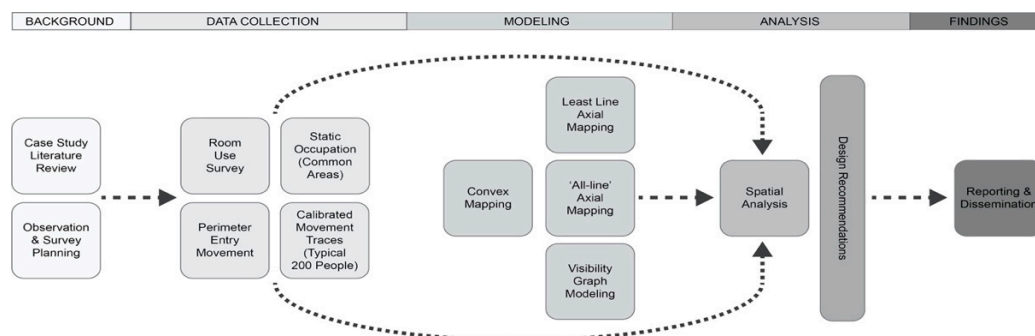 BACKGROUND
DATA COLLECTION
MODELING
ANALYSIS
FINDINGS
Case Study
Literature
Review
Observation
& Survey
Planning
Room
Use
Survey
Static
Occupation
(Common
Areas)
Perimeter
Entry
Movement
Calibrated
Movement
Traces
(Typical
200 People)
Convex
Mapping
Least Line
Axial
Mapping
‘All-line’
Axial
Mapping
Visibility
Graph
Modeling
Spatial
Analysis
Design Recommendations
Reporting &
Dissemination